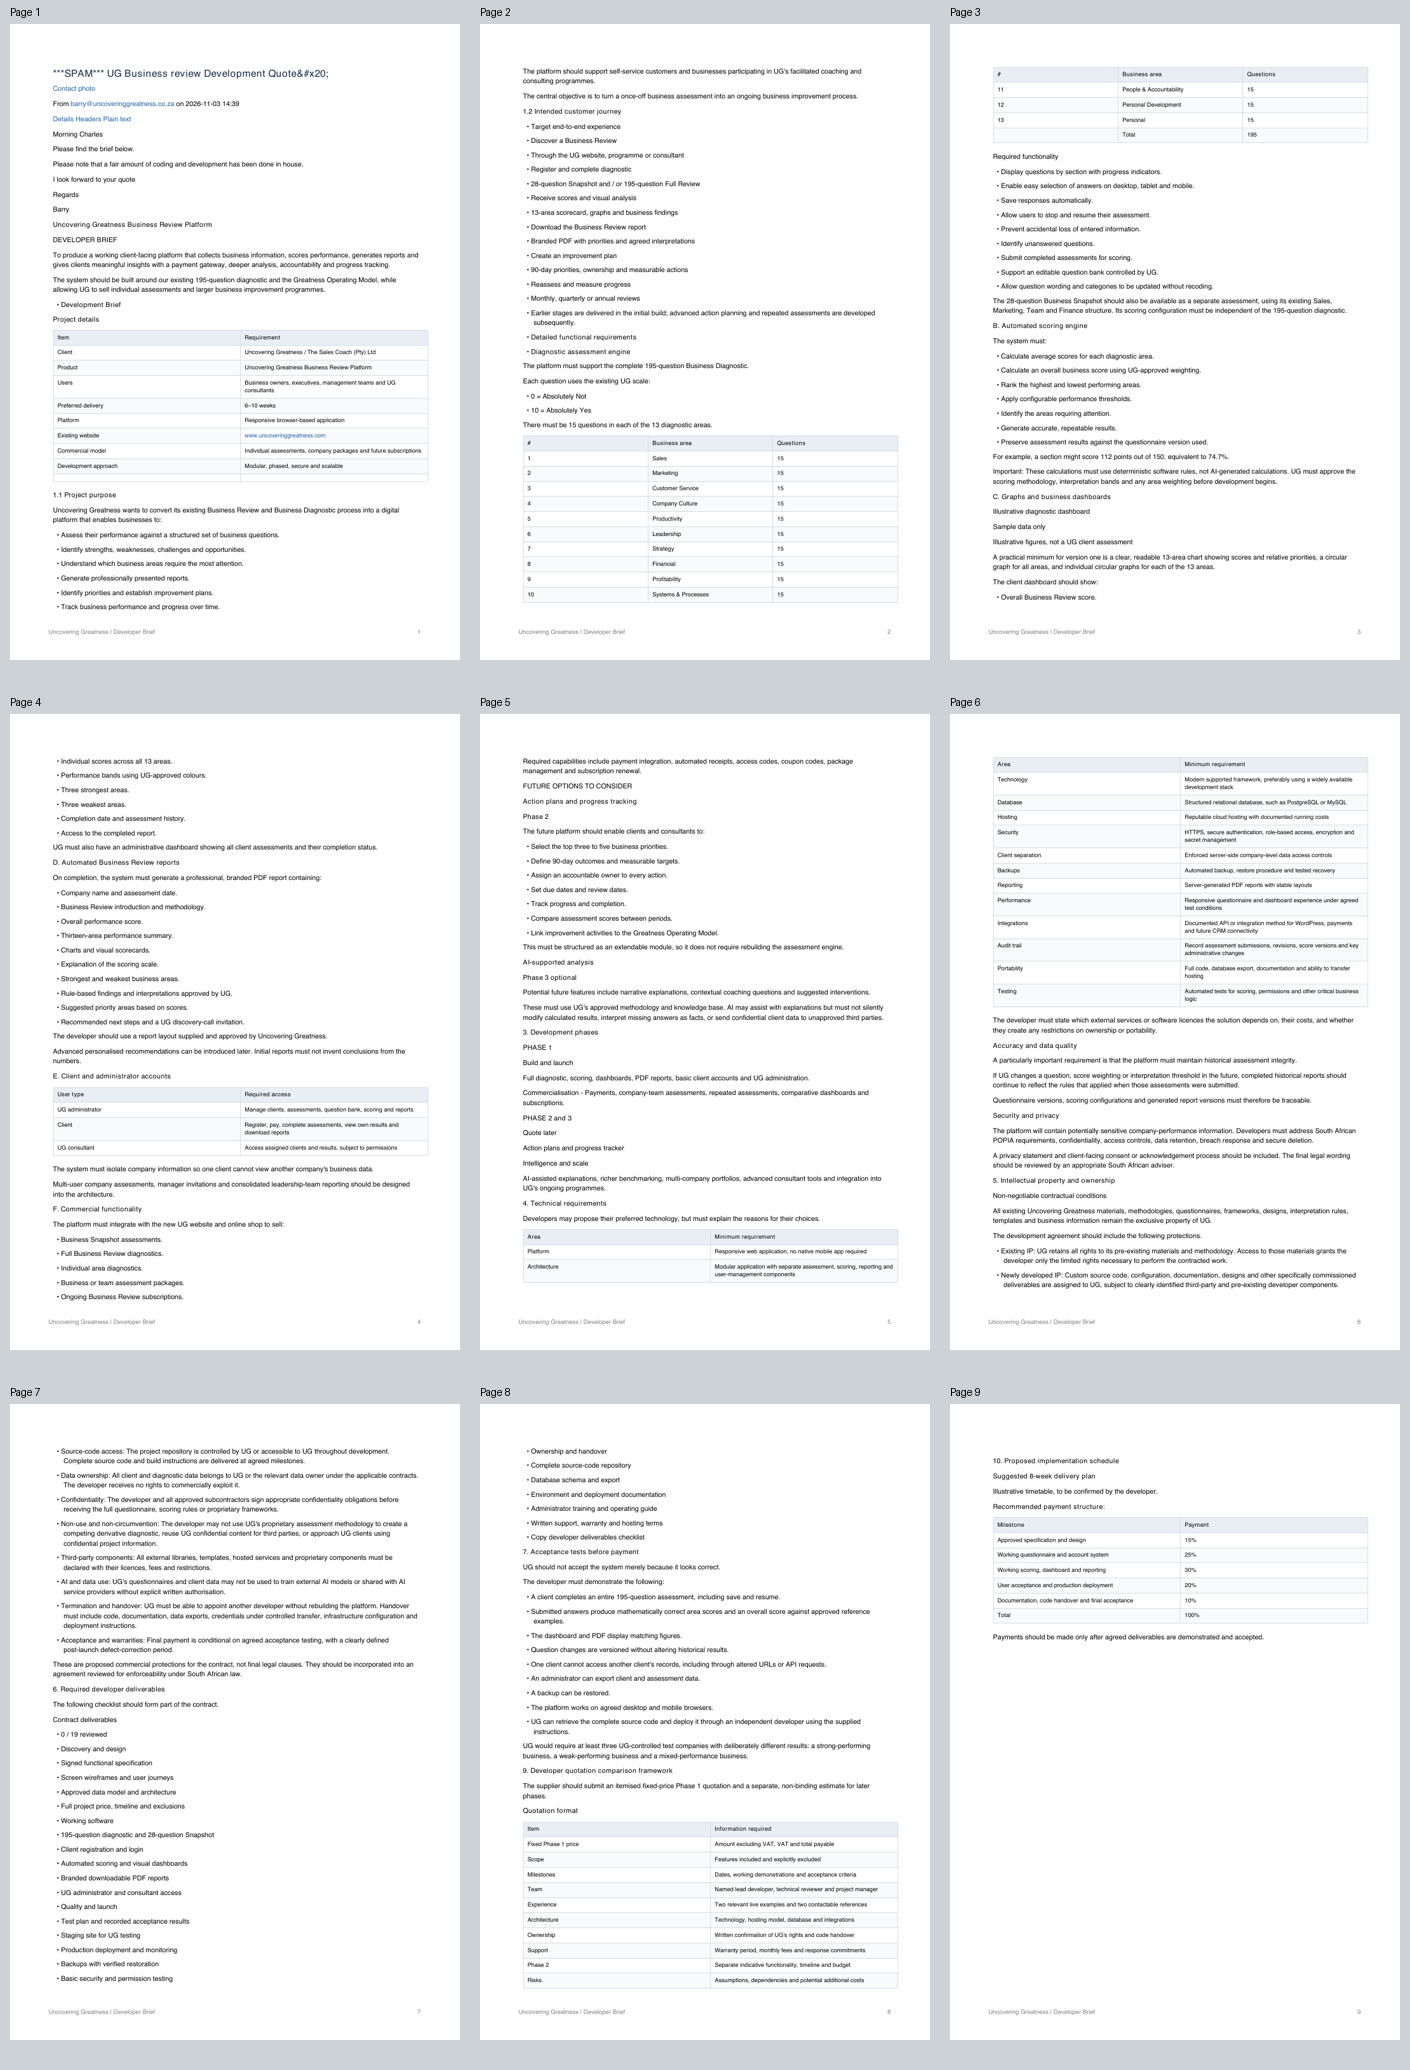 Page 1
***SPAM*** UG Business review Development Quote&#x20;
Contact photo
From barry@uncoveringgreatness.co.za on 2026-11-03 14:39
Details Headers Plain text
Morning Charles
Please find the brief below.
Please note that a fair amount of coding and development has been done in house.
I look forward to your quote
Regards
Barry
Uncovering Greatness Business Review Platform
DEVELOPER BRIEF
To produce a working client-facing platform that collects business information, scores performance, generates reports and
gives clients meaningful insights with a payment gateway, deeper analysis, accountability and progress tracking.
The system should be built around our existing 195-question diagnostic and the Greatness Operating Model, while
allowing UG to sell individual assessments and larger business improvement programmes.
• Development Brief
Project details
Item Requirement
Client Uncovering Greatness / The Sales Coach (Pty) Ltd
Product Uncovering Greatness Business Review Platform
Users Business owners, executives, management teams and UG
consultants
Preferred delivery 6–10 weeks
Platform Responsive browser-based application
Existing website www.uncoveringgreatness.com
Commercial model Individual assessments, company packages and future subscriptions
Development approach Modular, phased, secure and scalable
1.1 Project purpose
Uncovering Greatness wants to convert its existing Business Review and Business Diagnostic process into a digital
platform that enables businesses to:
• Assess their performance against a structured set of business questions.
• Identify strengths, weaknesses, challenges and opportunities.
• Understand which business areas require the most attention.
• Generate professionally presented reports.
• Identify priorities and establish improvement plans.
• Track business performance and progress over time.
Uncovering Greatness | Developer Brief 1
Page 2
The platform should support self-service customers and businesses participating in UG's facilitated coaching and
consulting programmes.
The central objective is to turn a once-off business assessment into an ongoing business improvement process.
1.2 Intended customer journey
• Target end-to-end experience
• Discover a Business Review
• Through the UG website, programme or consultant
• Register and complete diagnostic
• 28-question Snapshot and / or 195-question Full Review
• Receive scores and visual analysis
• 13-area scorecard, graphs and business findings
• Download the Business Review report
• Branded PDF with priorities and agreed interpretations
• Create an improvement plan
• 90-day priorities, ownership and measurable actions
• Reassess and measure progress
• Monthly, quarterly or annual reviews
• Earlier stages are delivered in the initial build; advanced action planning and repeated assessments are developed
subsequently.
• Detailed functional requirements
• Diagnostic assessment engine
The platform must support the complete 195-question Business Diagnostic.
Each question uses the existing UG scale:
• 0 = Absolutely Not
• 10 = Absolutely Yes
There must be 15 questions in each of the 13 diagnostic areas.
# Business area Questions
1 Sales 15
2 Marketing 15
3 Customer Service 15
4 Company Culture 15
5 Productivity 15
6 Leadership 15
7 Strategy 15
8 Financial 15
9 Profitability 15
10 Systems & Processes 15
Uncovering Greatness | Developer Brief 2
Page 3
# Business area Questions
11 People & Accountability 15
12 Personal Development 15
13 Personal 15
Total 195
Required functionality
• Display questions by section with progress indicators.
• Enable easy selection of answers on desktop, tablet and mobile.
• Save responses automatically.
• Allow users to stop and resume their assessment.
• Prevent accidental loss of entered information.
• Identify unanswered questions.
• Submit completed assessments for scoring.
• Support an editable question bank controlled by UG.
• Allow question wording and categories to be updated without recoding.
The 28-question Business Snapshot should also be available as a separate assessment, using its existing Sales,
Marketing, Team and Finance structure. Its scoring configuration must be independent of the 195-question diagnostic.
B. Automated scoring engine
The system must:
• Calculate average scores for each diagnostic area.
• Calculate an overall business score using UG-approved weighting.
• Rank the highest and lowest performing areas.
• Apply configurable performance thresholds.
• Identify the areas requiring attention.
• Generate accurate, repeatable results.
• Preserve assessment results against the questionnaire version used.
For example, a section might score 112 points out of 150, equivalent to 74.7%.
Important: These calculations must use deterministic software rules, not AI-generated calculations. UG must approve the
scoring methodology, interpretation bands and any area weighting before development begins.
C. Graphs and business dashboards
Illustrative diagnostic dashboard
Sample data only
Illustrative figures, not a UG client assessment
A practical minimum for version one is a clear, readable 13-area chart showing scores and relative priorities, a circular
graph for all areas, and individual circular graphs for each of the 13 areas.
The client dashboard should show:
• Overall Business Review score.
Uncovering Greatness | Developer Brief 3
Page 4
• Individual scores across all 13 areas.
• Performance bands using UG-approved colours.
• Three strongest areas.
• Three weakest areas.
• Completion date and assessment history.
• Access to the completed report.
UG must also have an administrative dashboard showing all client assessments and their completion status.
D. Automated Business Review reports
On completion, the system must generate a professional, branded PDF report containing:
• Company name and assessment date.
• Business Review introduction and methodology.
• Overall performance score.
• Thirteen-area performance summary.
• Charts and visual scorecards.
• Explanation of the scoring scale.
• Strongest and weakest business areas.
• Rule-based findings and interpretations approved by UG.
• Suggested priority areas based on scores.
• Recommended next steps and a UG discovery-call invitation.
The developer should use a report layout supplied and approved by Uncovering Greatness.
Advanced personalised recommendations can be introduced later. Initial reports must not invent conclusions from the
numbers.
E. Client and administrator accounts
User type Required access
UG administrator Manage clients, assessments, question bank, scoring and reports
Client Register, pay, complete assessments, view own results and
download reports
UG consultant Access assigned clients and results, subject to permissions
The system must isolate company information so one client cannot view another company's business data.
Multi-user company assessments, manager invitations and consolidated leadership-team reporting should be designed
into the architecture.
F. Commercial functionality
The platform must integrate with the new UG website and online shop to sell:
• Business Snapshot assessments.
• Full Business Review diagnostics.
• Individual area diagnostics.
• Business or team assessment packages.
• Ongoing Business Review subscriptions.
Uncovering Greatness | Developer Brief 4
Page 5
Required capabilities include payment integration, automated receipts, access codes, coupon codes, package
management and subscription renewal.
FUTURE OPTIONS TO CONSIDER
Action plans and progress tracking
Phase 2
The future platform should enable clients and consultants to:
• Select the top three to five business priorities.
• Define 90-day outcomes and measurable targets.
• Assign an accountable owner to every action.
• Set due dates and review dates.
• Track progress and completion.
• Compare assessment scores between periods.
• Link improvement activities to the Greatness Operating Model.
This must be structured as an extendable module, so it does not require rebuilding the assessment engine.
AI-supported analysis
Phase 3 optional
Potential future features include narrative explanations, contextual coaching questions and suggested interventions.
These must use UG's approved methodology and knowledge base. AI may assist with explanations but must not silently
modify calculated results, interpret missing answers as facts, or send confidential client data to unapproved third parties.
3. Development phases
PHASE 1
Build and launch
Full diagnostic, scoring, dashboards, PDF reports, basic client accounts and UG administration.
Commercialisation - Payments, company-team assessments, repeated assessments, comparative dashboards and
subscriptions.
PHASE 2 and 3
Quote later
Action plans and progress tracker
Intelligence and scale
AI-assisted explanations, richer benchmarking, multi-company portfolios, advanced consultant tools and integration into
UG's ongoing programmes.
4. Technical requirements
Developers may propose their preferred technology, but must explain the reasons for their choices.
Area Minimum requirement
Platform Responsive web application, no native mobile app required
Architecture Modular application with separate assessment, scoring, reporting and
user-management components
Uncovering Greatness | Developer Brief 5
Page 6
Area Minimum requirement
Technology Modern supported framework, preferably using a widely available
development stack
Database Structured relational database, such as PostgreSQL or MySQL
Hosting Reputable cloud hosting with documented running costs
Security HTTPS, secure authentication, role-based access, encryption and
secret management
Client separation Enforced server-side company-level data access controls
Backups Automated backup, restore procedure and tested recovery
Reporting Server-generated PDF reports with stable layouts
Performance Responsive questionnaire and dashboard experience under agreed
test conditions
Integrations Documented API or integration method for WordPress, payments
and future CRM connectivity
Audit trail Record assessment submissions, revisions, score versions and key
administrative changes
Portability Full code, database export, documentation and ability to transfer
hosting
Testing Automated tests for scoring, permissions and other critical business
logic
The developer must state which external services or software licences the solution depends on, their costs, and whether
they create any restrictions on ownership or portability.
Accuracy and data quality
A particularly important requirement is that the platform must maintain historical assessment integrity.
If UG changes a question, score weighting or interpretation threshold in the future, completed historical reports should
continue to reflect the rules that applied when those assessments were submitted.
Questionnaire versions, scoring configurations and generated report versions must therefore be traceable.
Security and privacy
The platform will contain potentially sensitive company-performance information. Developers must address South African
POPIA requirements, confidentiality, access controls, data retention, breach response and secure deletion.
A privacy statement and client-facing consent or acknowledgement process should be included. The final legal wording
should be reviewed by an appropriate South African adviser.
5. Intellectual property and ownership
Non-negotiable contractual conditions
All existing Uncovering Greatness materials, methodologies, questionnaires, frameworks, designs, interpretation rules,
templates and business information remain the exclusive property of UG.
The development agreement should include the following protections.
• Existing IP: UG retains all rights to its pre-existing materials and methodology. Access to those materials grants the
developer only the limited rights necessary to perform the contracted work.
• Newly developed IP: Custom source code, configuration, documentation, designs and other specifically commissioned
deliverables are assigned to UG, subject to clearly identified third-party and pre-existing developer components.
Uncovering Greatness | Developer Brief 6
Page 7
• Source-code access: The project repository is controlled by UG or accessible to UG throughout development.
Complete source code and build instructions are delivered at agreed milestones.
• Data ownership: All client and diagnostic data belongs to UG or the relevant data owner under the applicable contracts.
The developer receives no rights to commercially exploit it.
• Confidentiality: The developer and all approved subcontractors sign appropriate confidentiality obligations before
receiving the full questionnaire, scoring rules or proprietary frameworks.
• Non-use and non-circumvention: The developer may not use UG's proprietary assessment methodology to create a
competing derivative diagnostic, reuse UG confidential content for third parties, or approach UG clients using
confidential project information.
• Third-party components: All external libraries, templates, hosted services and proprietary components must be
declared with their licences, fees and restrictions.
• AI and data use: UG's questionnaires and client data may not be used to train external AI models or shared with AI
service providers without explicit written authorisation.
• Termination and handover: UG must be able to appoint another developer without rebuilding the platform. Handover
must include code, documentation, data exports, credentials under controlled transfer, infrastructure configuration and
deployment instructions.
• Acceptance and warranties: Final payment is conditional on agreed acceptance testing, with a clearly defined
post-launch defect-correction period.
These are proposed commercial protections for the contract, not final legal clauses. They should be incorporated into an
agreement reviewed for enforceability under South African law.
6. Required developer deliverables
The following checklist should form part of the contract.
Contract deliverables
• 0 / 19 reviewed
• Discovery and design
• Signed functional specification
• Screen wireframes and user journeys
• Approved data model and architecture
• Full project price, timeline and exclusions
• Working software
• 195-question diagnostic and 28-question Snapshot
• Client registration and login
• Automated scoring and visual dashboards
• Branded downloadable PDF reports
• UG administrator and consultant access
• Quality and launch
• Test plan and recorded acceptance results
• Staging site for UG testing
• Production deployment and monitoring
• Backups with verified restoration
• Basic security and permission testing
Uncovering Greatness | Developer Brief 7
Page 8
• Ownership and handover
• Complete source-code repository
• Database schema and export
• Environment and deployment documentation
• Administrator training and operating guide
• Written support, warranty and hosting terms
• Copy developer deliverables checklist
7. Acceptance tests before payment
UG should not accept the system merely because it looks correct.
The developer must demonstrate the following:
• A client completes an entire 195-question assessment, including save and resume.
• Submitted answers produce mathematically correct area scores and an overall score against approved reference
examples.
• The dashboard and PDF display matching figures.
• Question changes are versioned without altering historical results.
• One client cannot access another client's records, including through altered URLs or API requests.
• An administrator can export client and assessment data.
• A backup can be restored.
• The platform works on agreed desktop and mobile browsers.
• UG can retrieve the complete source code and deploy it through an independent developer using the supplied
instructions.
UG would require at least three UG-controlled test companies with deliberately different results: a strong-performing
business, a weak-performing business and a mixed-performance business.
9. Developer quotation comparison framework
The supplier should submit an itemised fixed-price Phase 1 quotation and a separate, non-binding estimate for later
phases.
Quotation format
Item Information required
Fixed Phase 1 price Amount excluding VAT, VAT and total payable
Scope Features included and explicitly excluded
Milestones Dates, working demonstrations and acceptance criteria
Team Named lead developer, technical reviewer and project manager
Experience Two relevant live examples and two contactable references
Architecture Technology, hosting model, database and integrations
Ownership Written confirmation of UG's rights and code handover
Support Warranty period, monthly fees and response commitments
Phase 2 Separate indicative functionality, timeline and budget
Risks Assumptions, dependencies and potential additional costs
Uncovering Greatness | Developer Brief 8
Page 9
10. Proposed implementation schedule
Suggested 8-week delivery plan
Illustrative timetable, to be confirmed by the developer.
Recommended payment structure:
Milestone Payment
Approved specification and design 15%
Working questionnaire and account system 25%
Working scoring, dashboard and reporting 30%
User acceptance and production deployment 20%
Documentation, code handover and final acceptance 10%
Total 100%
Payments should be made only after agreed deliverables are demonstrated and accepted.
Uncovering Greatness | Developer Brief 9